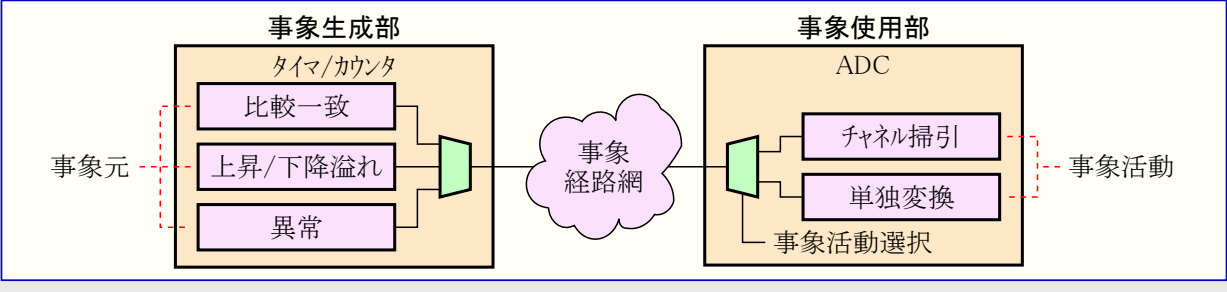 事象生成部
事象使用部
ﾀｲﾏ/ｶｳﾝﾀ
ADC
比較一致
上昇/下降溢れ
異常
事象元
事象
経路網
ﾁｬﾈﾙ掃引
単独変換
事象活動
事象活動選択